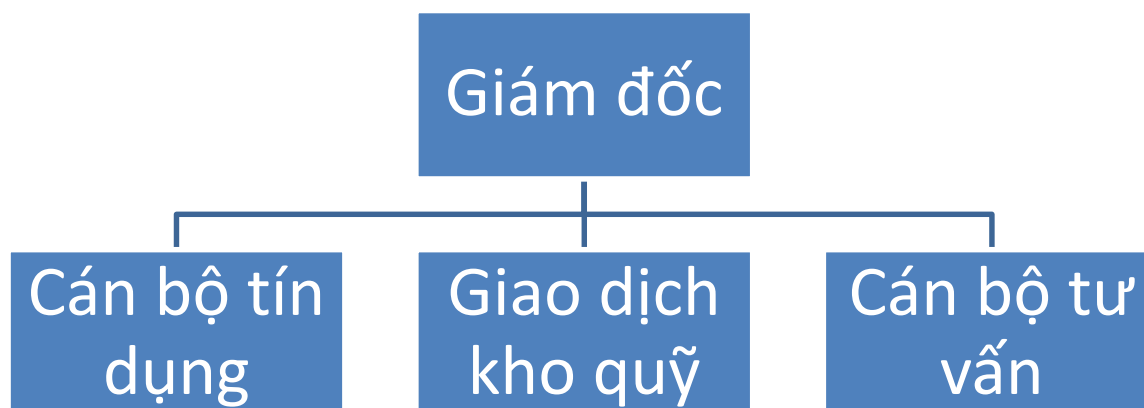 Giám đốc
Cán bộ tín
dụng
Giao dịch
kho quỹ
Cán bộ tư
vấn